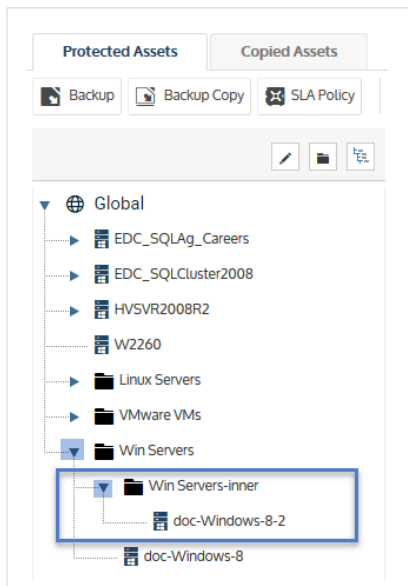 Protected Assets Copied Assets
Backup Backup Copy SLA Policy
Global
EDC_SQLAg_Careers
EDC_SQLCluster2008
HVSVR2008R2
W2260
Linux Servers
VMware VMs
Win Servers
Win Servers-inner
doc-Windows-8-2
doc-Windows-8